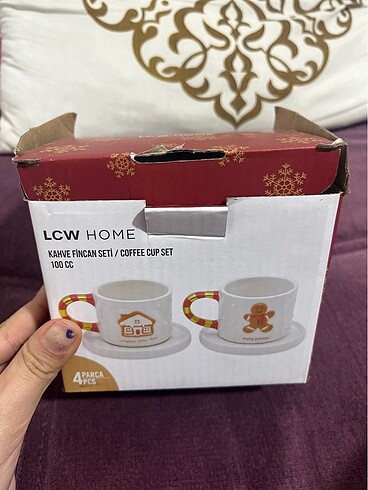 LCW HOME
KAHVE FİNCAN SETİ / COFFEE CUP SET
100 CC
4 PARÇA
PCS